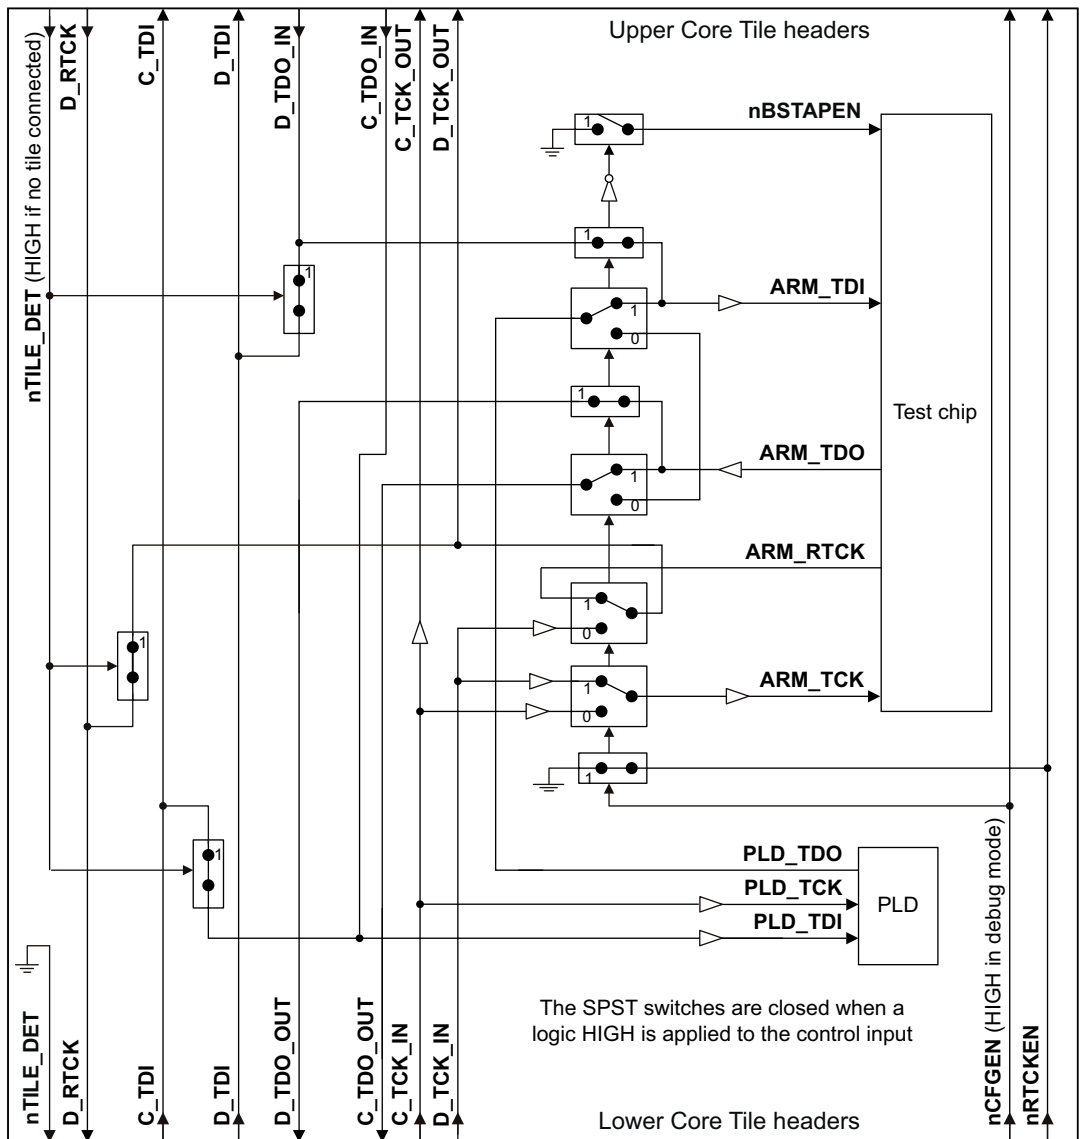 Upper Core Tile headers
nTILE_DET (HIGH if no tile connected)
D_RTCK
C_TDI
D_TDI
D_TDO_IN
C_TDO_IN
C_TCK_OUT
D_TCK_OUT
nBSTAPEN
1
1
1
ARM_TDI
1
0
1
Test chip
ARM_TDO
1
0
ARM_RTCK
1
0
1
ARM_TCK
1
0
1
1
PLD_TDO
PLD_TCK
PLD_TDI
PLD
nCFGEN (HIGH in debug mode)
nRTCKEN
The SPST switches are closed when a
logic HIGH is applied to the control input
nTILE_DET
D_RTCK
C_TDI
D_TDI
D_TDO_OUT
C_TDO_OUT
C_TCK_IN
D_TCK_IN
Lower Core Tile headers